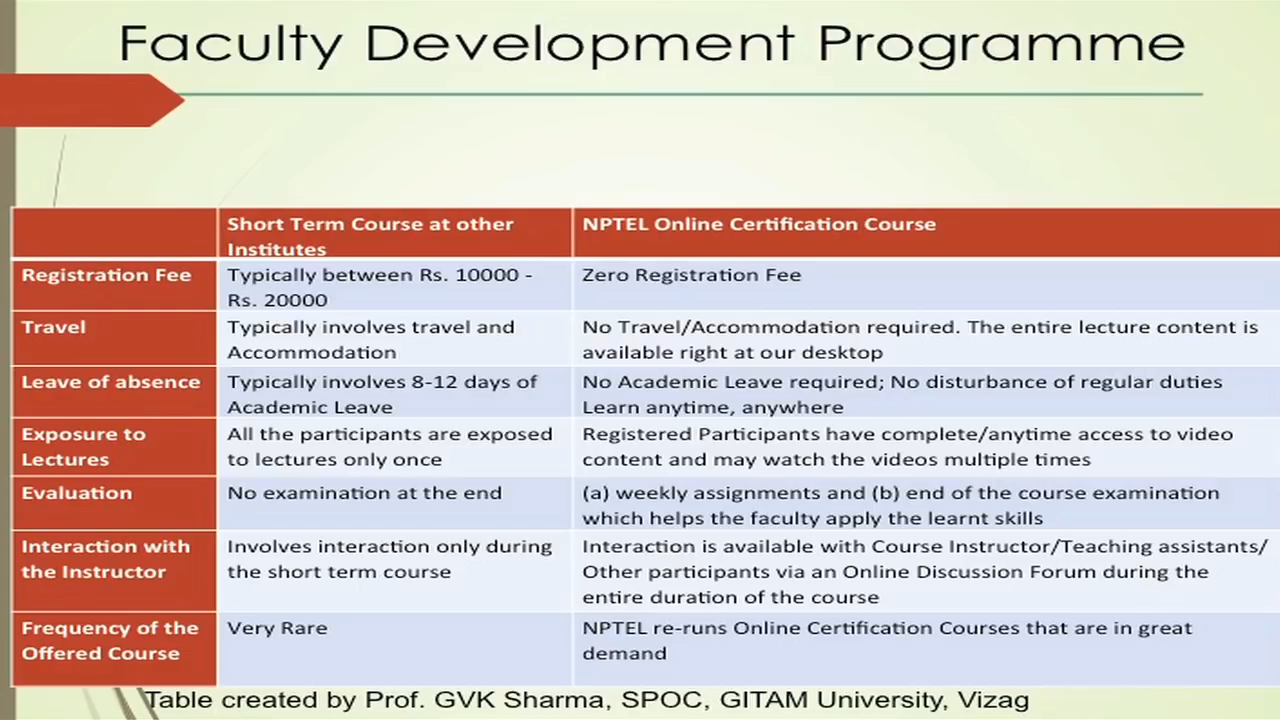 Faculty Development Programme
Short Term Course at other
Institutes
NPTEL Online Certification Course
Registration Fee
Typically between Rs. 10000 -
Rs. 20000
Zero Registration Fee
Travel
Typically involves travel and
Accommodation
No Travel/Accommodation required. The entire lecture content is
available right at our desktop
Leave of absence
Typically involves 8-12 days of
Academic Leave
No Academic Leave required; No disturbance of regular duties
Learn anytime, anywhere
Exposure to
Lectures
All the participants are exposed
to lectures only once
Registered Participants have complete/anytime access to video
content and may watch the videos multiple times
Evaluation
No examination at the end
(a) weekly assignments and (b) end of the course examination
which helps the faculty apply the learnt skills
Interaction with
the Instructor
Involves interaction only during
the short term course
Interaction is available with Course Instructor/Teaching assistants/
Other participants via an Online Discussion Forum during the
entire duration of the course
Frequency of the
Offered Course
Very Rare
NPTEL re-runs Online Certification Courses that are in great
demand
Table created by Prof. GVK Sharma, SPOC, GITAM University, Vizag